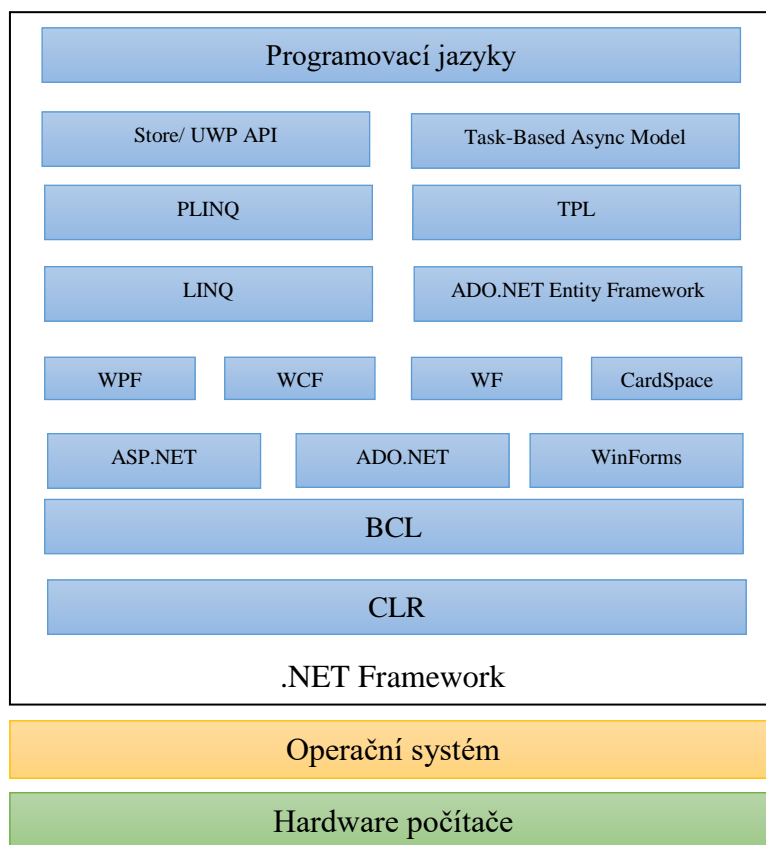 Programovací jazyky
Store/ UWP API
Task-Based Async Model
PLINQ
TPL
LINQ
ADO.NET Entity Framework
WPF
WCF
WF
CardSpace
ASP.NET
ADO.NET
WinForms
BCL
CLR
.NET Framework
Operační systém
Hardware počítače